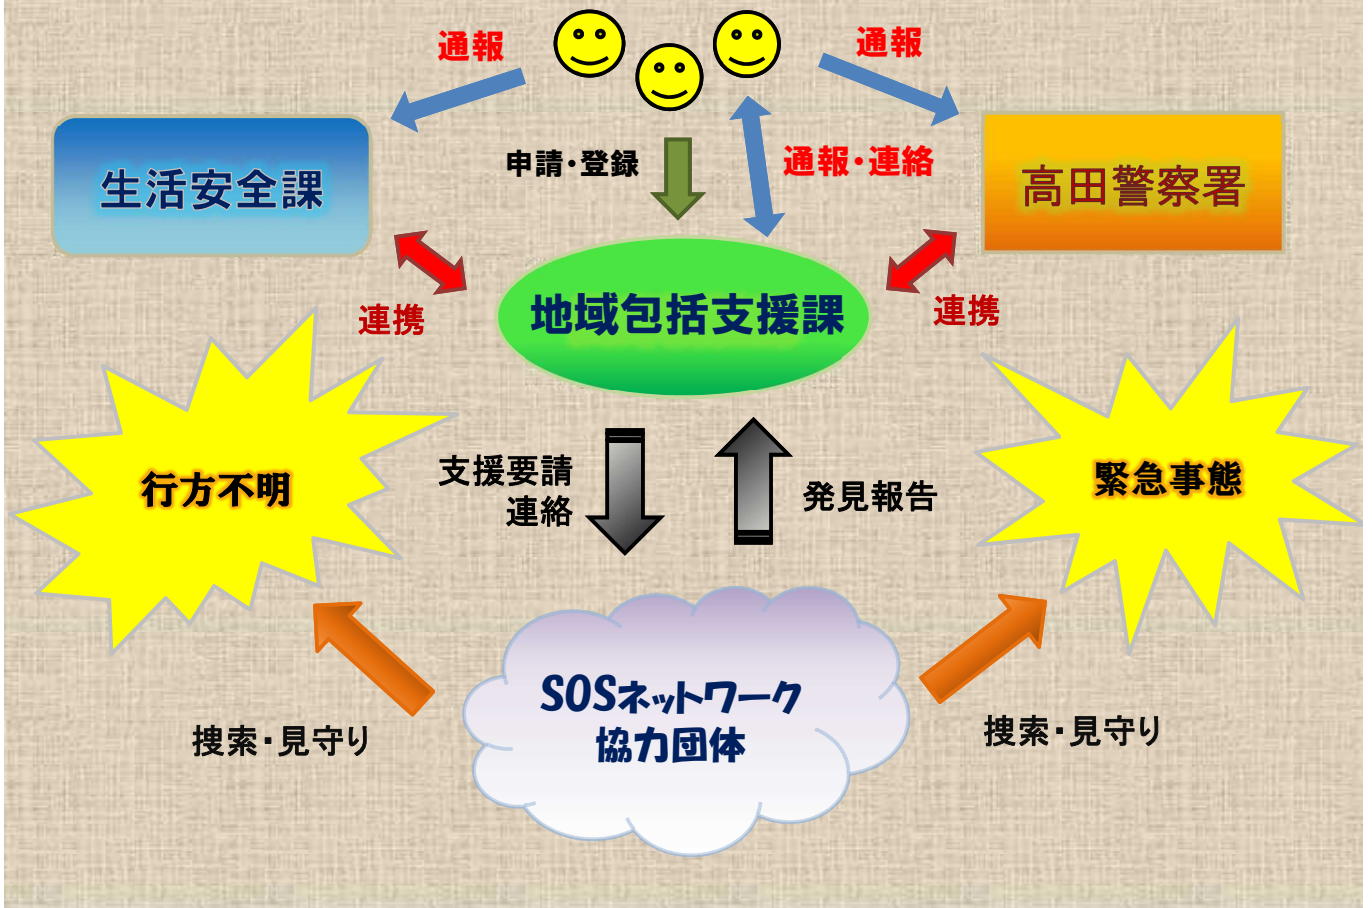 通報
通報
申請・登録
通報・連絡
生活安全課
高田警察署
連携
地域包括支援課
連携
行方不明
支援要請
連絡
発見報告
緊急事態
SOSネットワーク
協力団体
捜索・見守り
捜索・見守り